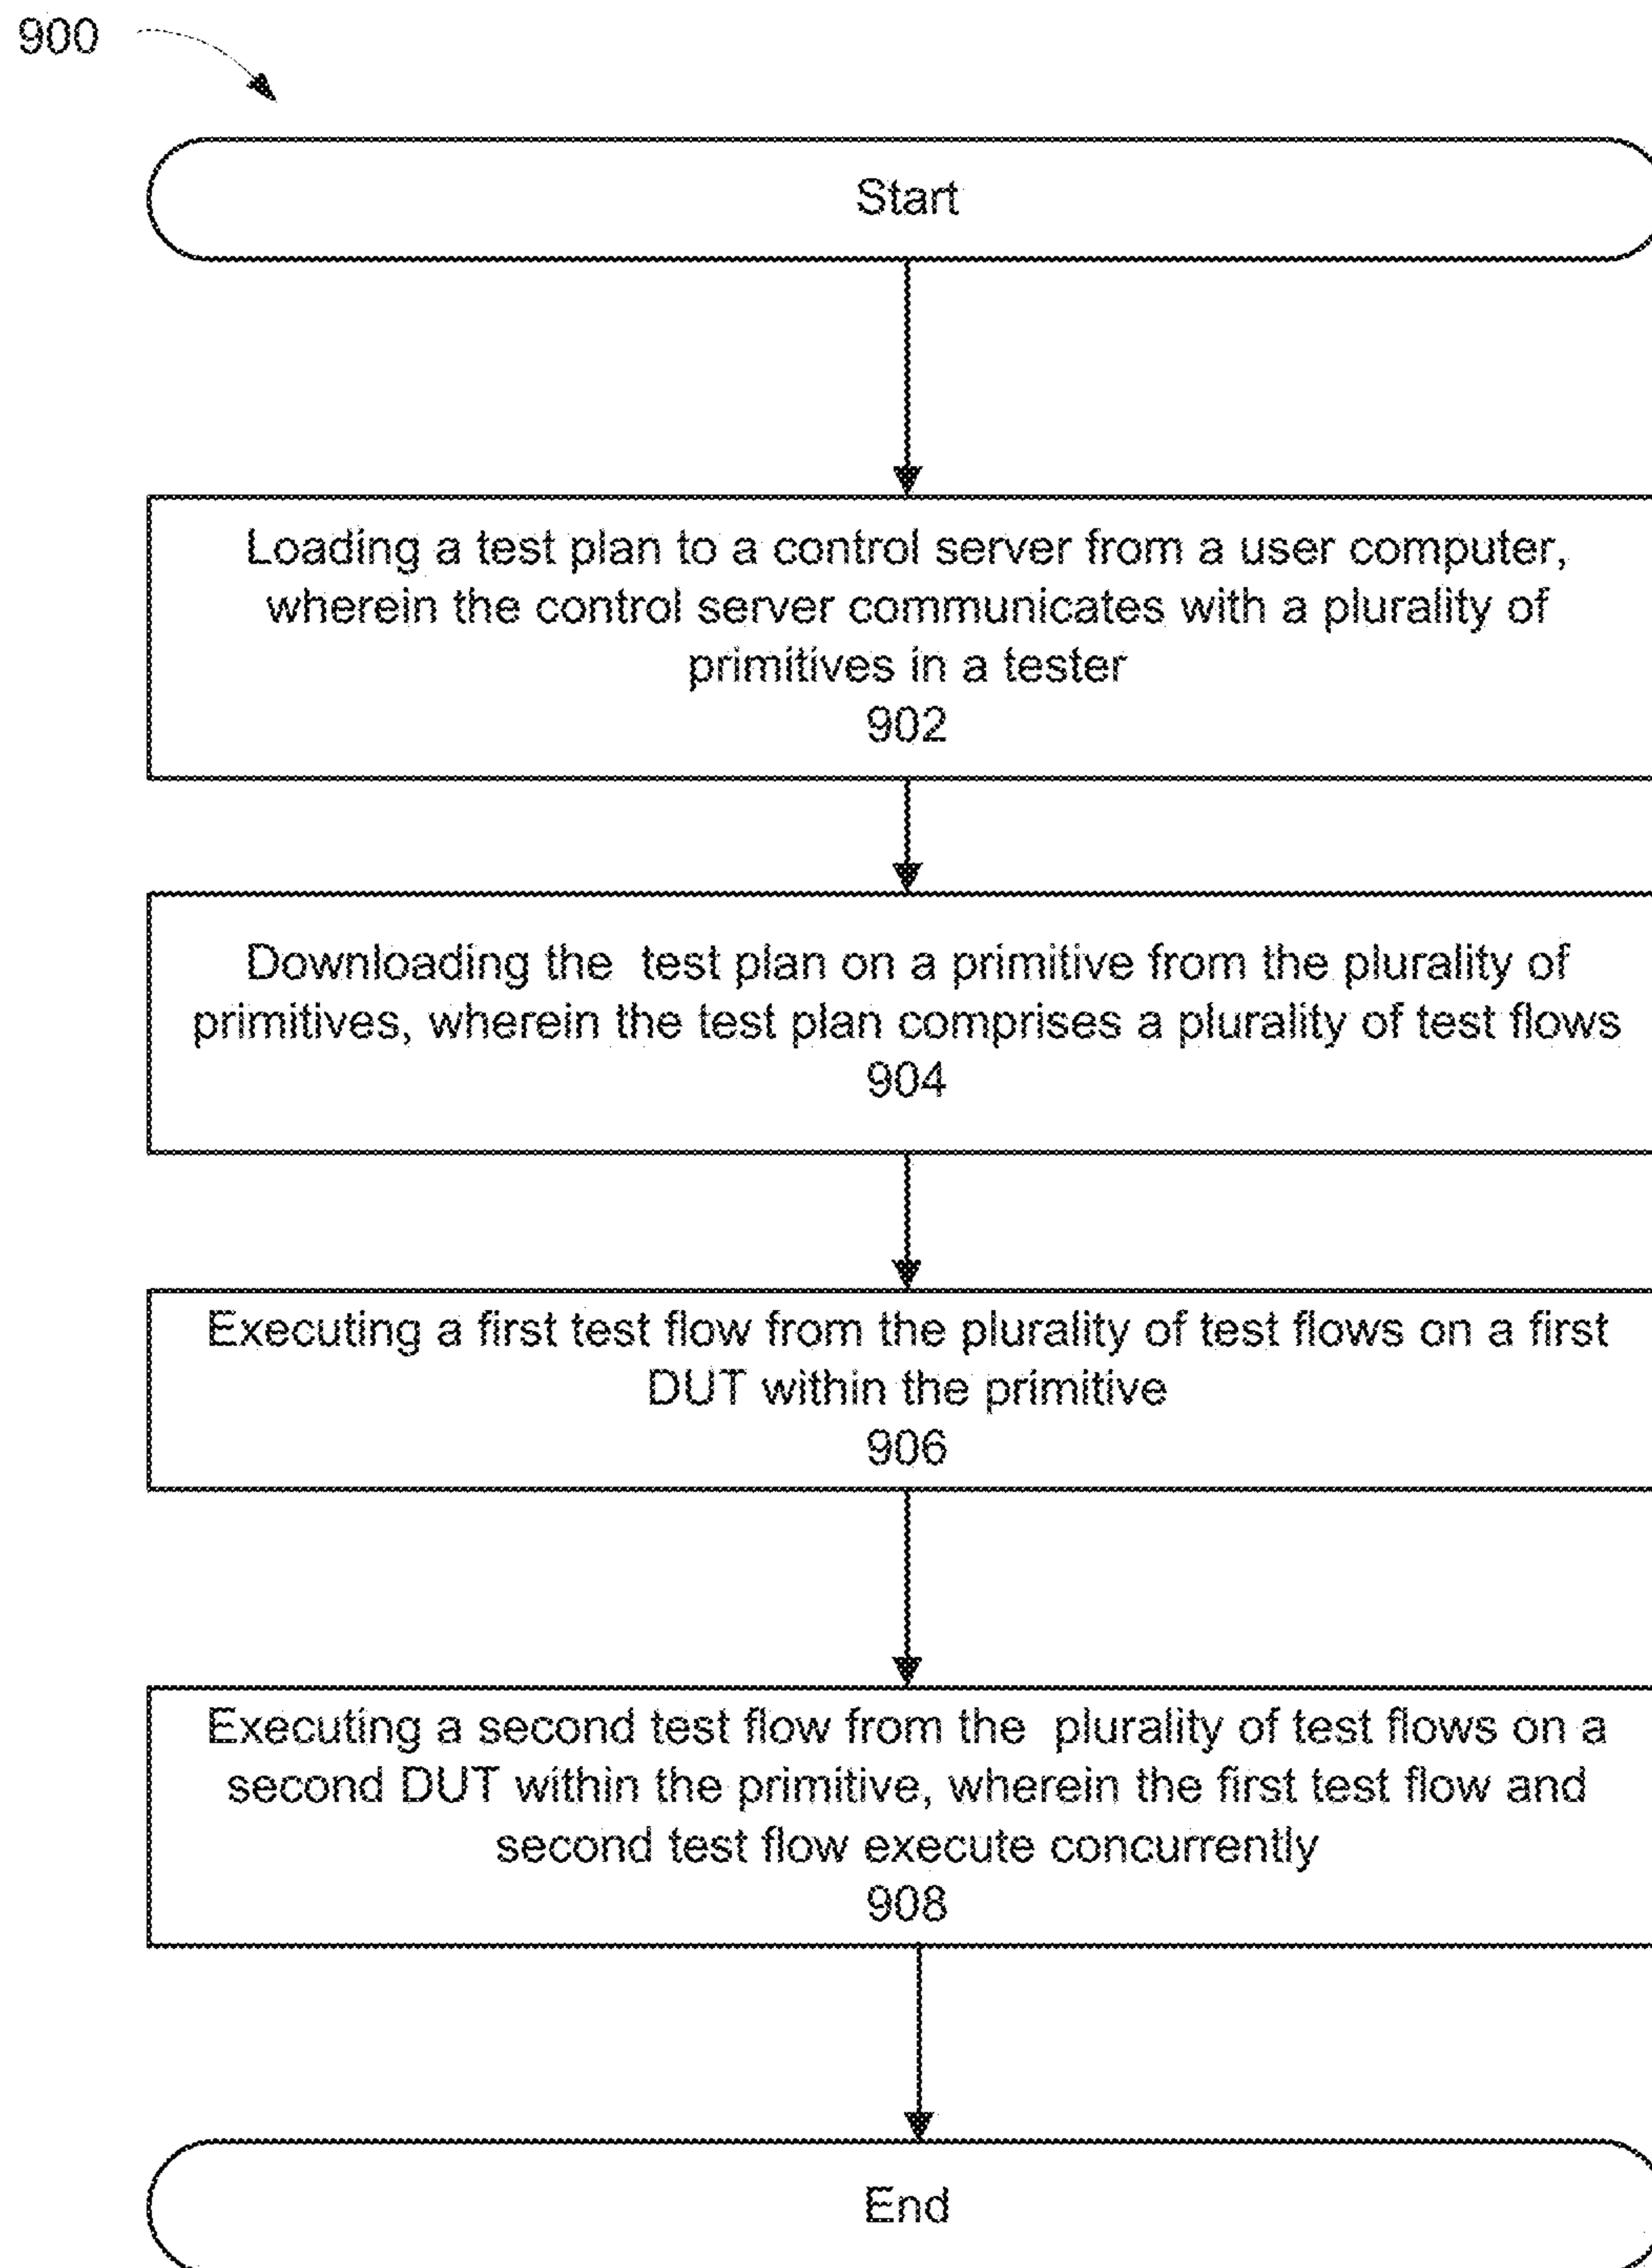 900
Start
Loading a test plan to a control server from a user computer,
wherein the control server communicates with a plurality of
primitives in a tester
902
Downloading the test plan on a primitive from the plurality of
primitives, wherein the test plan comprises a plurality of test flows
904
Executing a first test flow from the plurality of test flows on a first
DUT within the primitive
906
Executing a second test flow from the plurality of test flows on a
second DUT within the primitive, wherein the first test flow and
second test flow execute concurrently
908
End